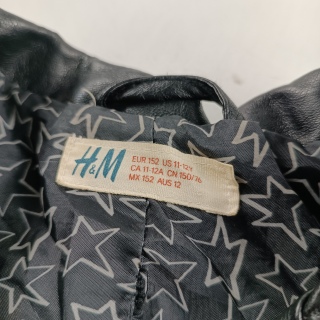 H&M
EUR 152 US 11-12Y
CA 11-12A CN 150/76
MX 152 AUS 12